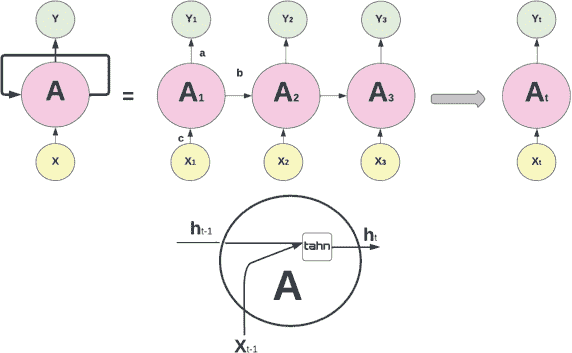 Y
Y1
Y2
Y3
Yt
a
b
A
=
A1
A2
A3
At
c
X
X1
X2
X3
Xt
ht-1
tahn
ht
A
Xt-1